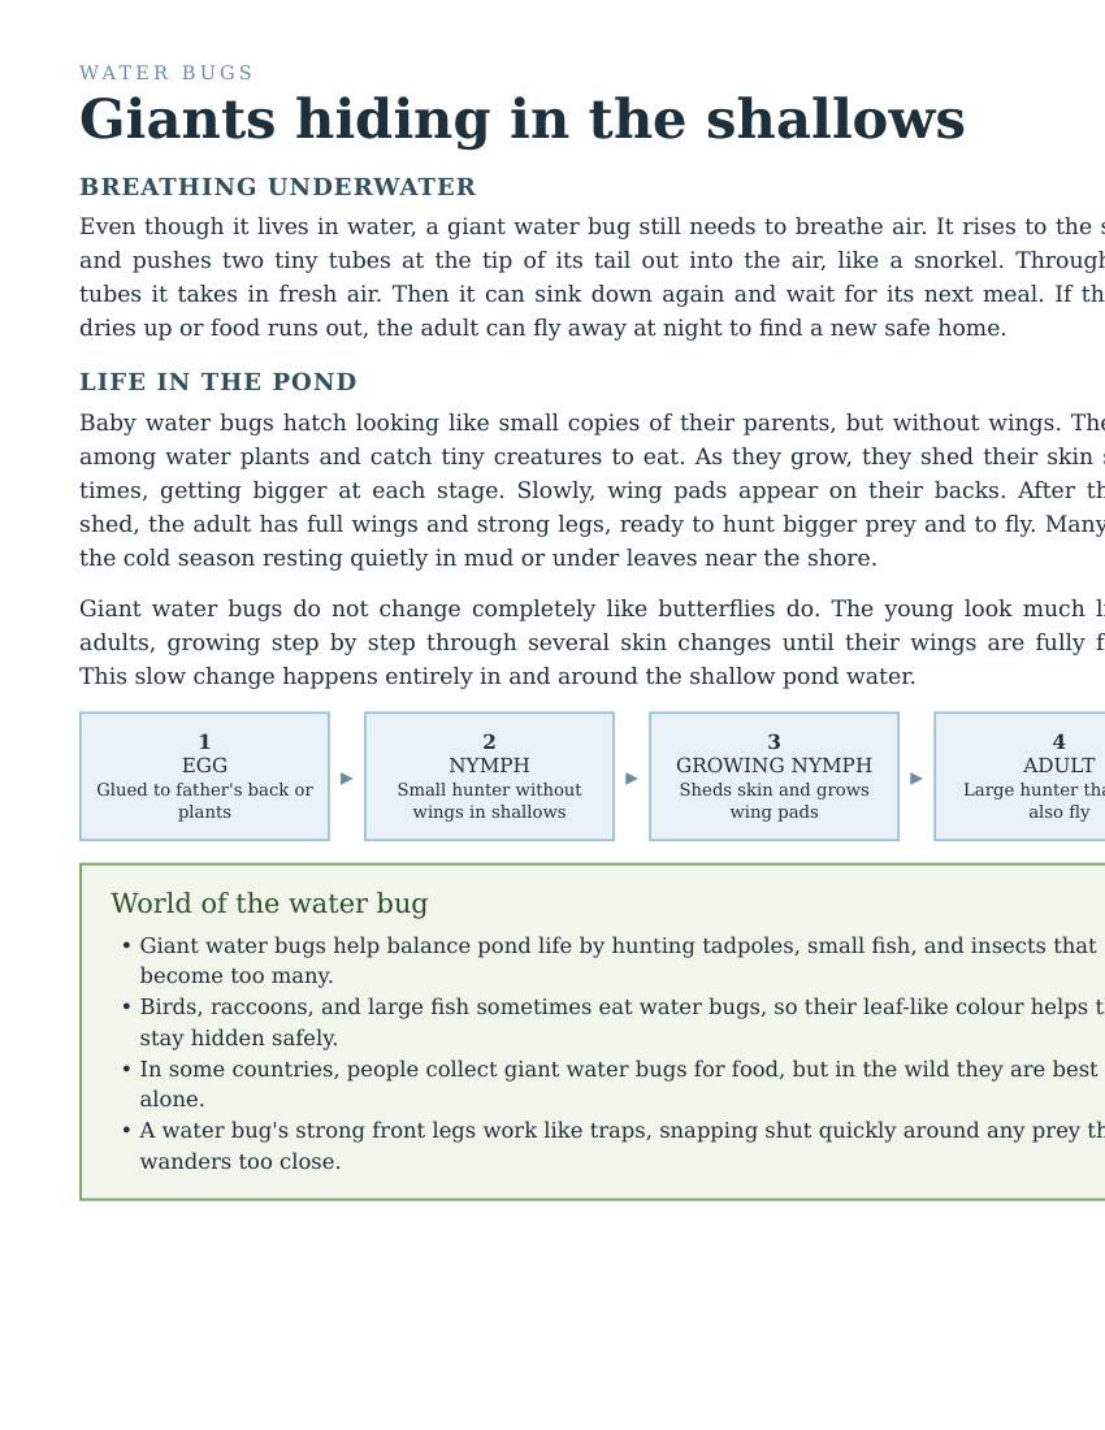 WATER BUGS
Giants hiding in the shallows
BREATHING UNDERWATER
Even though it lives in water, a giant water bug still needs to breathe air. It rises to the
and pushes two tiny tubes at the tip of its tail out into the air, like a snorkel. Through
tubes it takes in fresh air. Then it can sink down again and wait for its next meal. If
dries up or food runs out, the adult can fly away at night to find a new safe home.
LIFE IN THE POND
Baby water bugs hatch looking like small copies of their parents, but without wings.
among water plants and catch tiny creatures to eat. As they grow, they shed their skin
times, getting bigger at each stage. Slowly, wing pads appear on their backs. After
shed, the adult has full wings and strong legs, ready to hunt bigger prey and to fly. Many
the cold season resting quietly in mud or under leaves near the shore.
Giant water bugs do not change completely like butterflies do. The young look much
adults, growing step by step through several skin changes until their wings are fully
This slow change happens entirely in and around the shallow pond water.
1
EGG
Glued to father's back or
plants
▶
2
NYMPH
Small hunter without
wings in shallows
▶
3
GROWING NYMPH
Sheds skin and grows
wing pads
▶
4
ADULT
Large hunter
also fly
World of the water bug
• Giant water bugs help balance pond life by hunting tadpoles, small fish, and insects that
become too many.
• Birds, raccoons, and large fish sometimes eat water bugs, so their leaf-like colour helps
stay hidden safely.
• In some countries, people collect giant water bugs for food, but in the wild they are best
alone.
• A water bug's strong front legs work like traps, snapping shut quickly around any prey
wanders too close.